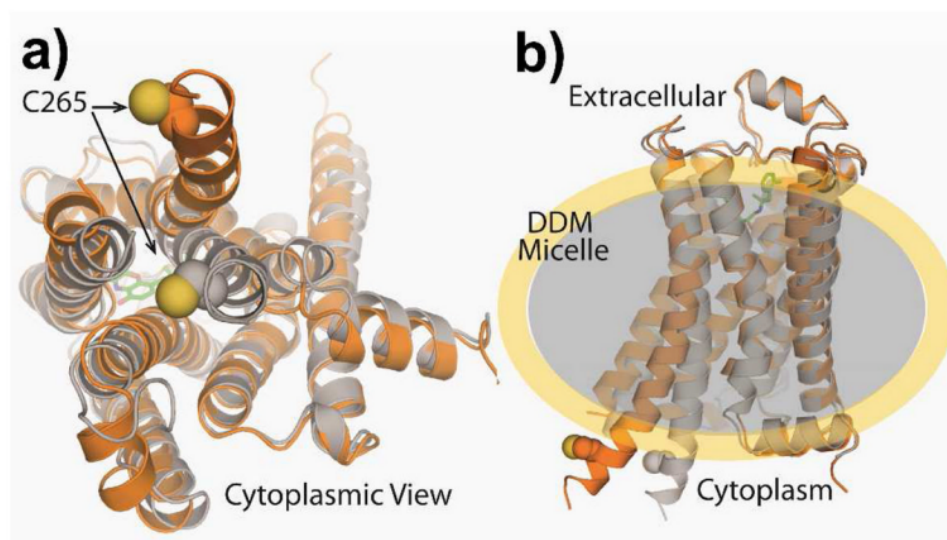 a)
C265
Cytoplasmic View
b)
Extracellular
DDM
Micelle
Cytoplasm